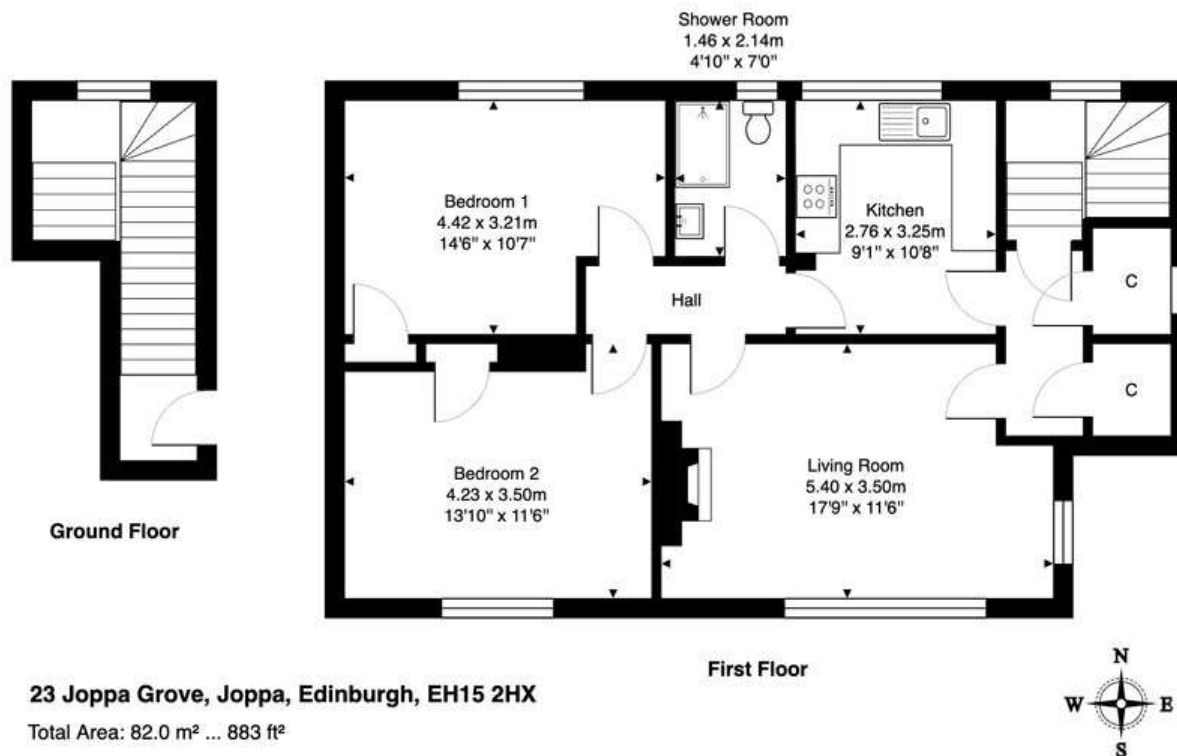 Shower Room
1.46 x 2.14m
4'10" x 7'0"
Bedroom 1
4.42 x 3.21m
14'6" x 10'7"
Kitchen
2.76 x 3.25m
9'1" x 10'8"
Hall
C
C
Bedroom 2
4.23 x 3.50m
13'10" x 11'6"
Living Room
5.40 x 3.50m
17'9" x 11'6"
Ground Floor
First Floor
23 Joppa Grove, Joppa, Edinburgh, EH15 2HX
Total Area: 82.0 m² ... 883 ft²
N
W E
S